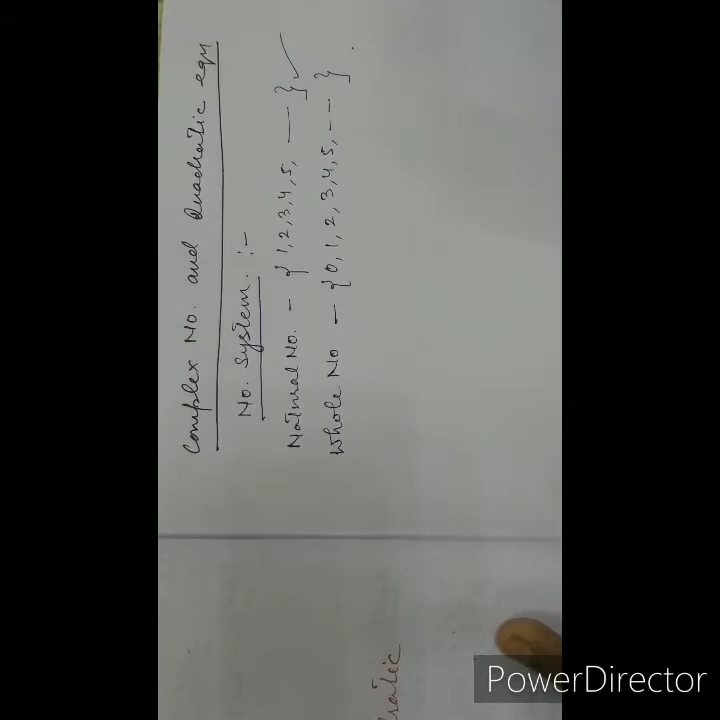 Complex No. and Quadratic eqn
No. System. :-
Natural No. - { 1, 2, 3, 4, 5, --- }
Whole No - { 0, 1, 2, 3, 4, 5, --- } .
ratic
PowerDirector